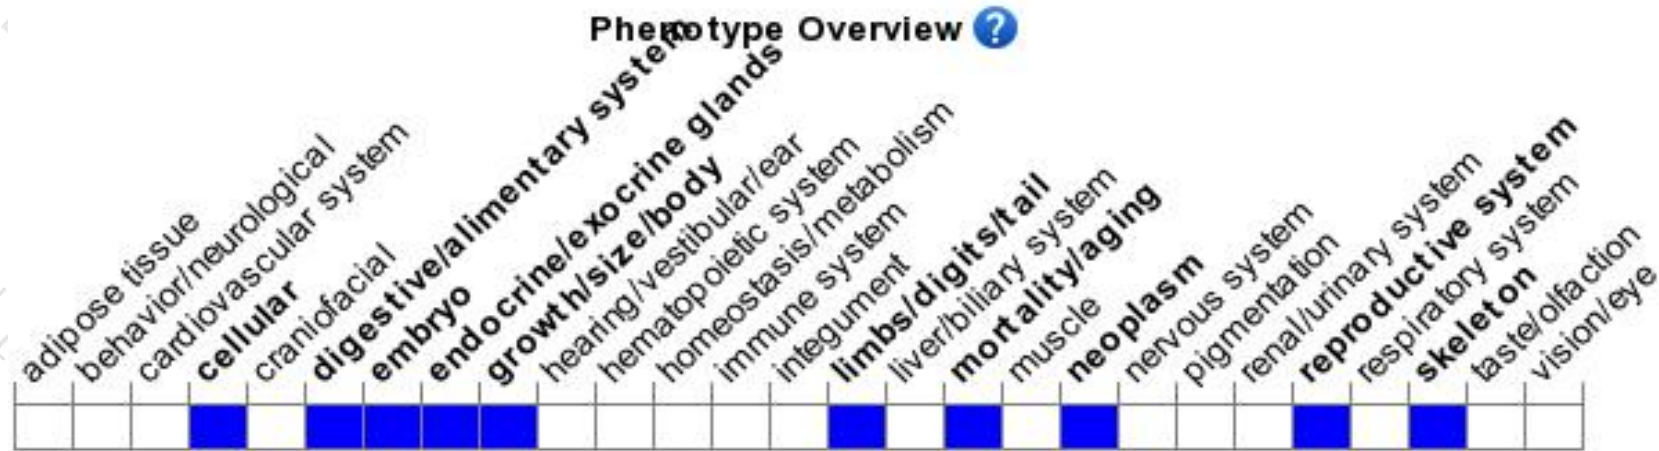 Phenotype Overview ?
adipose tissue
behavior/neurological
cardiovascular system
cellular
craniofacial
digestive/alimentary system
embryo
endocrine/exocrine glands
growth/size/body
hearing/vestibular/ear
hematopoietic system
homeostasis/metabolism
immune system
integument
limbs/digits/tail
liver/biliary system
mortality/aging
muscle
neoplasm
nervous system
pigmentation
renal/urinary system
reproductive system
respiratory system
skeleton
taste/olfaction
vision/eye